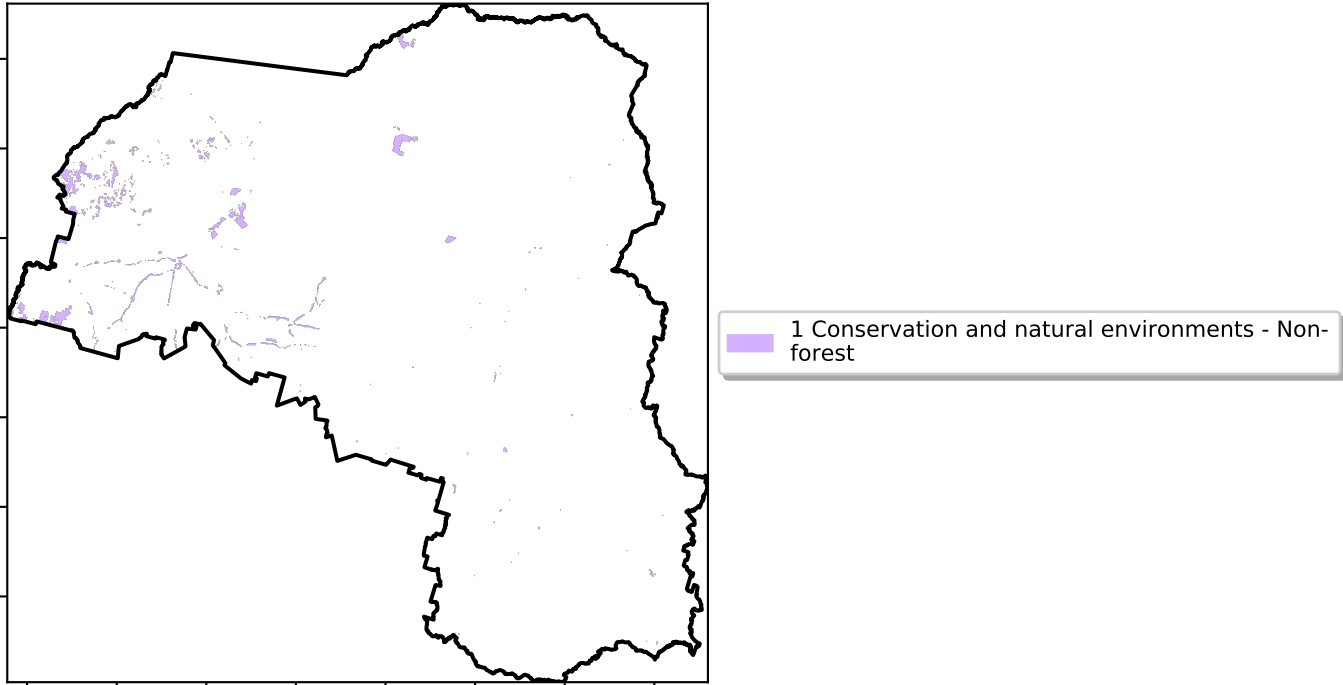 1 Conservation and natural environments - Non-
forest